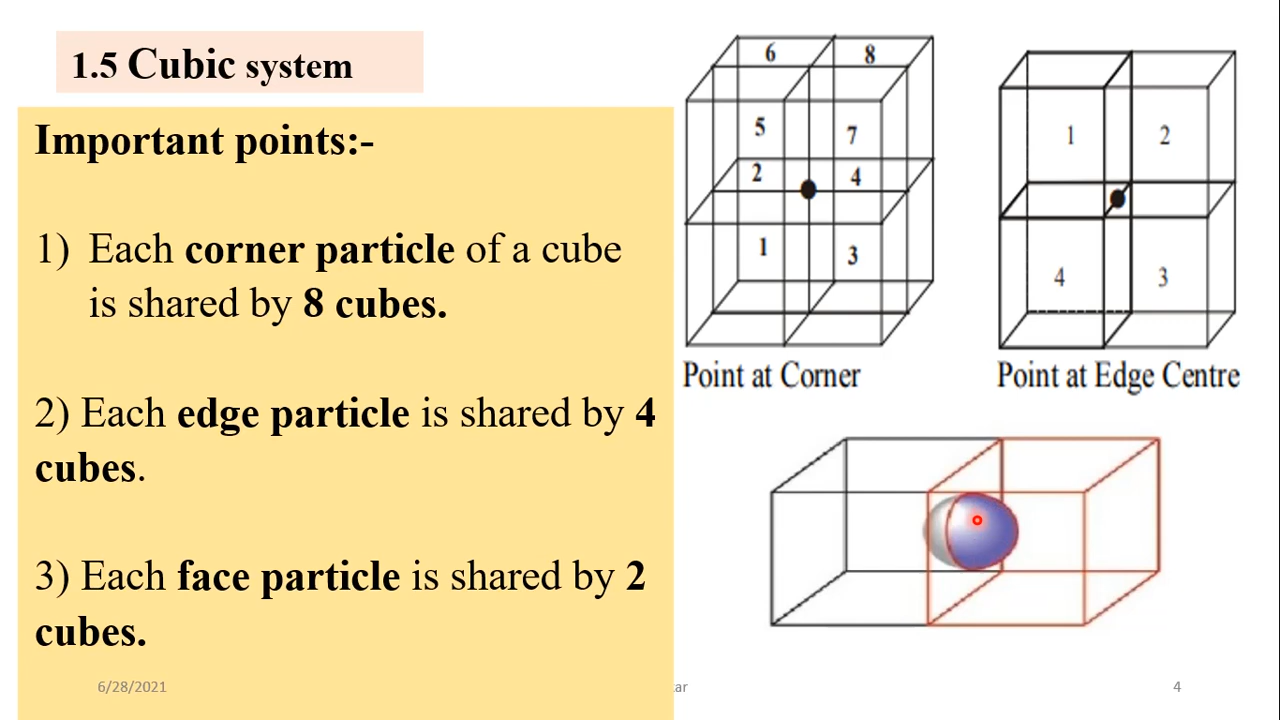 1.5 Cubic system
Important points:-
1) Each corner particle of a cube
is shared by 8 cubes.
2) Each edge particle is shared by 4
cubes.
3) Each face particle is shared by 2
cubes.
6 8
5 7
2 4
1 3
Point at Corner
1 2
4 3
Point at Edge Centre
6/28/2021
4